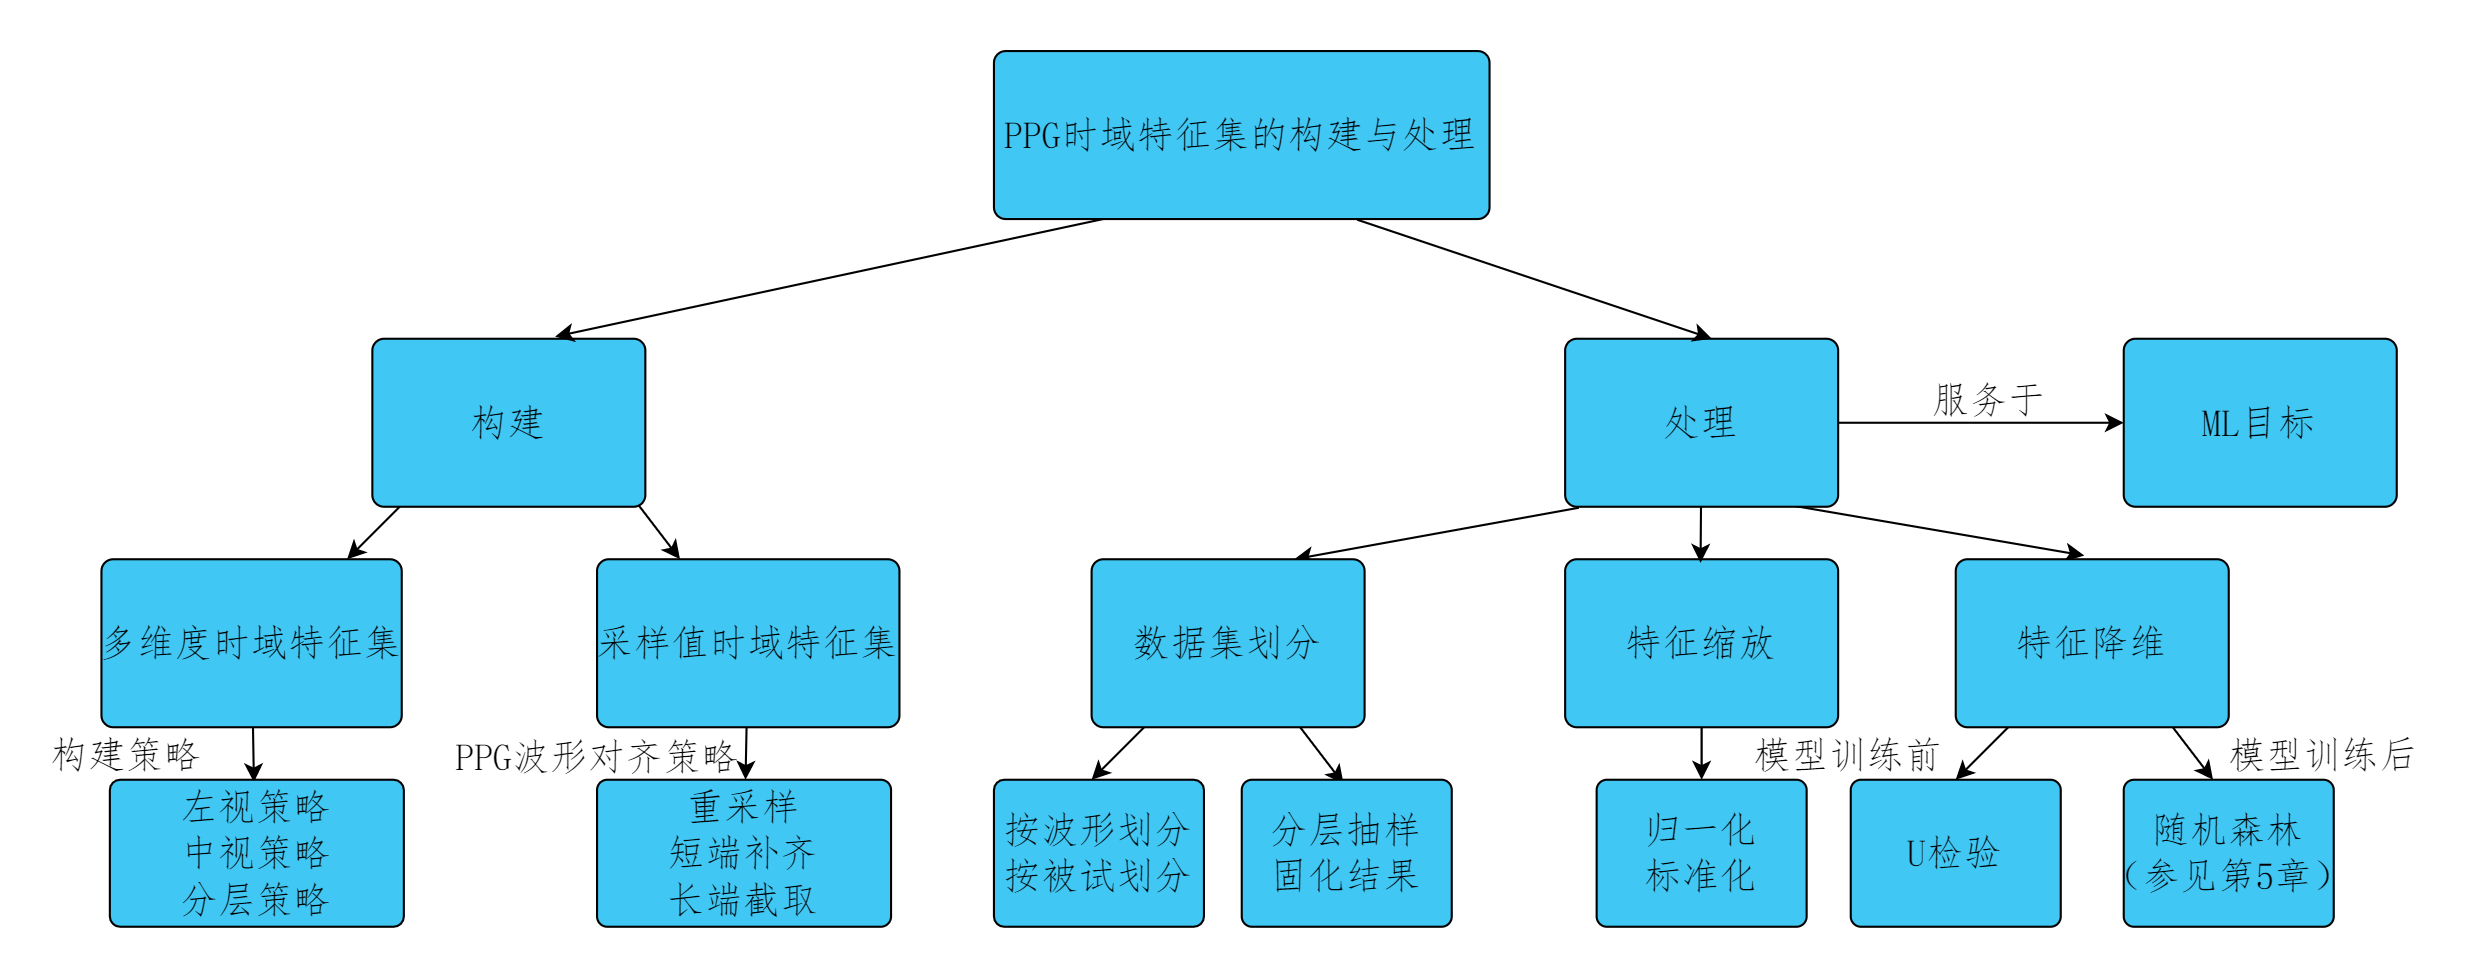 PPG时域特征集的构建与处理
构建
处理
服务于
ML目标
多维度时域特征集
采样值时域特征集
数据集划分
特征缩放
特征降维
构建策略
PPG波形对齐策略
模型训练前
模型训练后
左视策略
中视策略
分层策略
重采样
短端补齐
长端截取
按波形划分
按被试划分
分层抽样
固化结果
归一化
标准化
U检验
随机森林
(参见第5章)